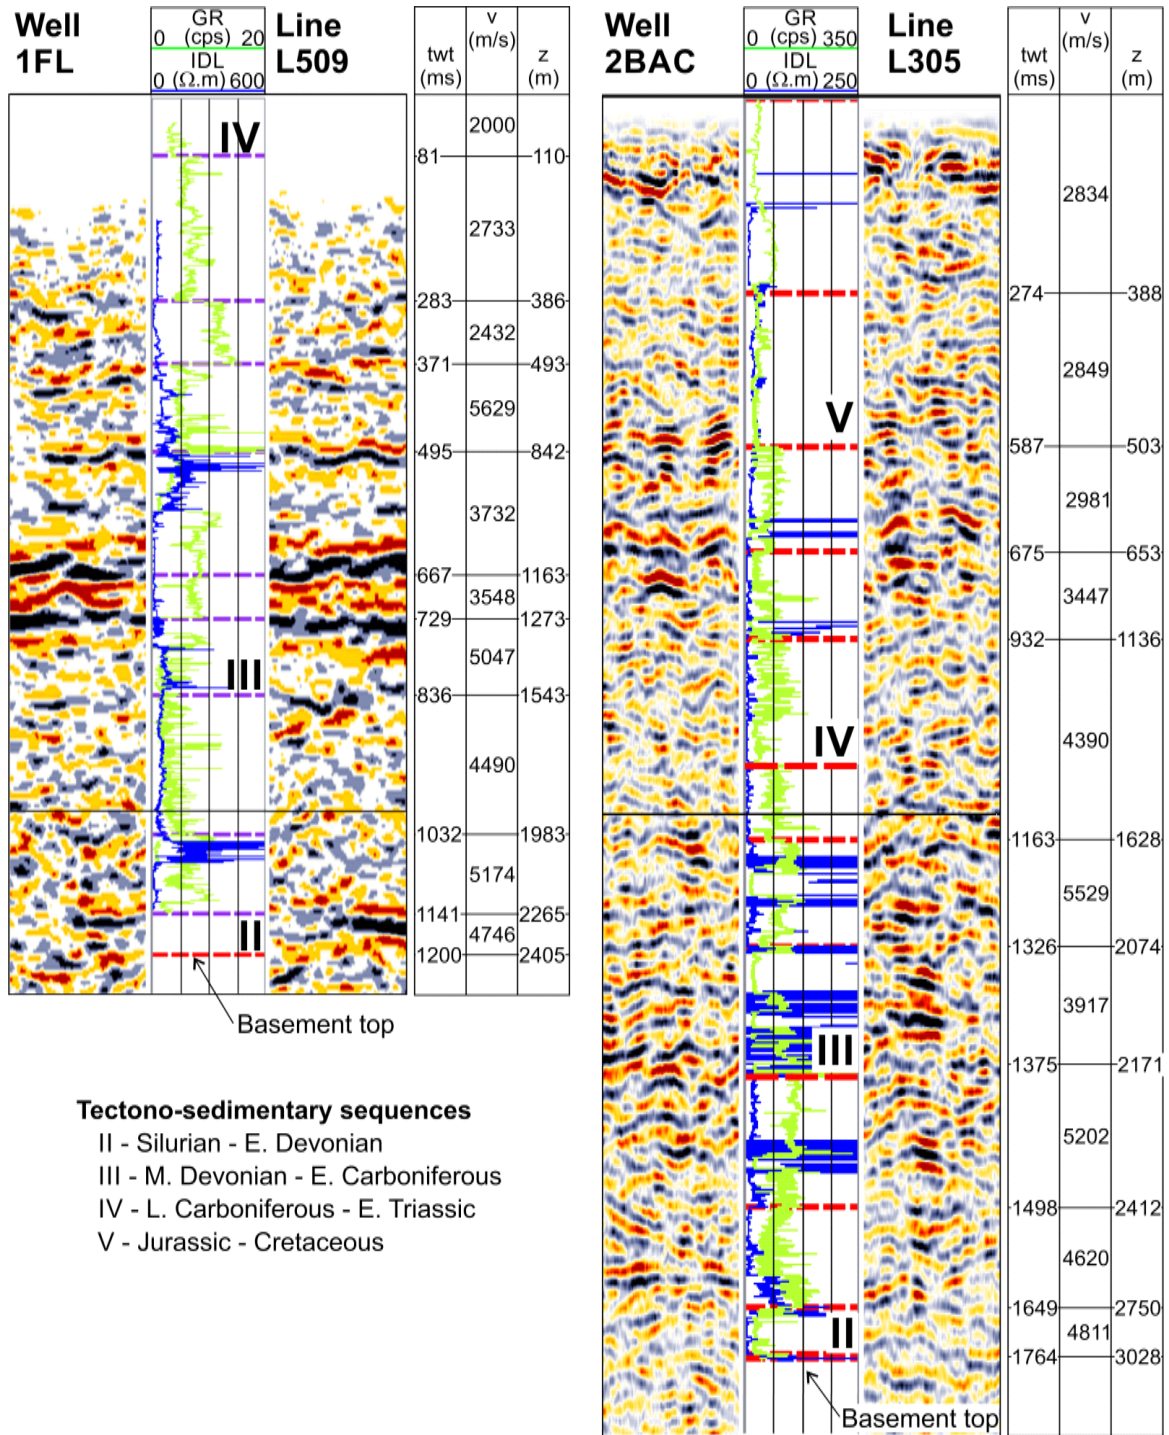 Well
1FL
GR
0 (cps) 20
IDL
0 (Ω.m) 600
Line
L509
twt
(ms)
v
(m/s)
z
(m)
IV
2000
81 110
2733
283 386
2432
371 493
5629
495 842
3732
667 1163
3548
729 1273
5047
III
836 1543
4490
1032 1983
5174
1141 2265
II
4746
1200 2405
Basement top
Tectono-sedimentary sequences
II - Silurian - E. Devonian
III - M. Devonian - E. Carboniferous
IV - L. Carboniferous - E. Triassic
V - Jurassic - Cretaceous
Well
2BAC
GR
0 (cps) 350
IDL
0 (Ω.m) 250
Line
L305
twt
(ms)
v
(m/s)
z
(m)
2834
274 388
2849
V
587 503
2981
675 653
3447
932 1136
IV
4390
1163 1628
5529
1326 2074
3917
III
1375 2171
5202
1498 2412
4620
1649 2750
II
4811
1764 3028
Basement top